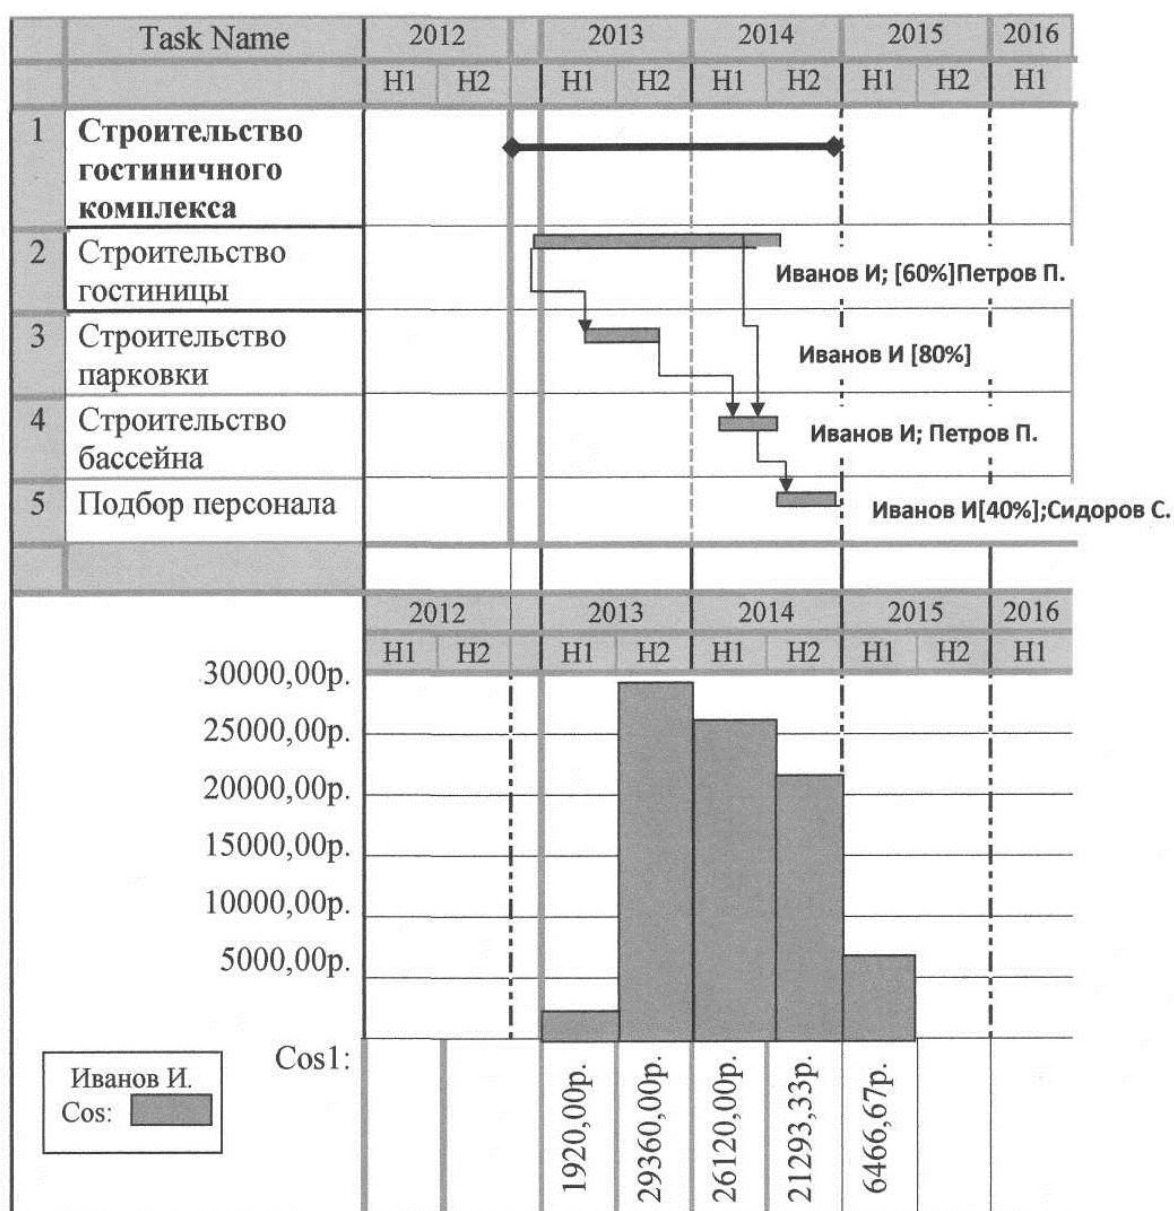 Task Name 2012 2013 2014 2015 2016
H1 H2 H1 H2 H1 H2 H1 H2 H1
1 Строительство
гостиничного
комплекса
2 Строительство
гостиницы
Иванов И; [60%]Петров П.
3 Строительство
парковки
Иванов И [80%]
4 Строительство
бассейна
Иванов И; Петров П.
5 Подбор персонала
Иванов И[40%];Сидоров С.
2012 2013 2014 2015 2016
H1 H2 H1 H2 H1 H2 H1 H2 H1
30000,00р.
25000,00р.
20000,00р.
15000,00р.
10000,00р.
5000,00р.
Cos1:
Иванов И.
Cos:
1920,00р.
29360,00р.
26120,00р.
21293,33р.
6466,67р.